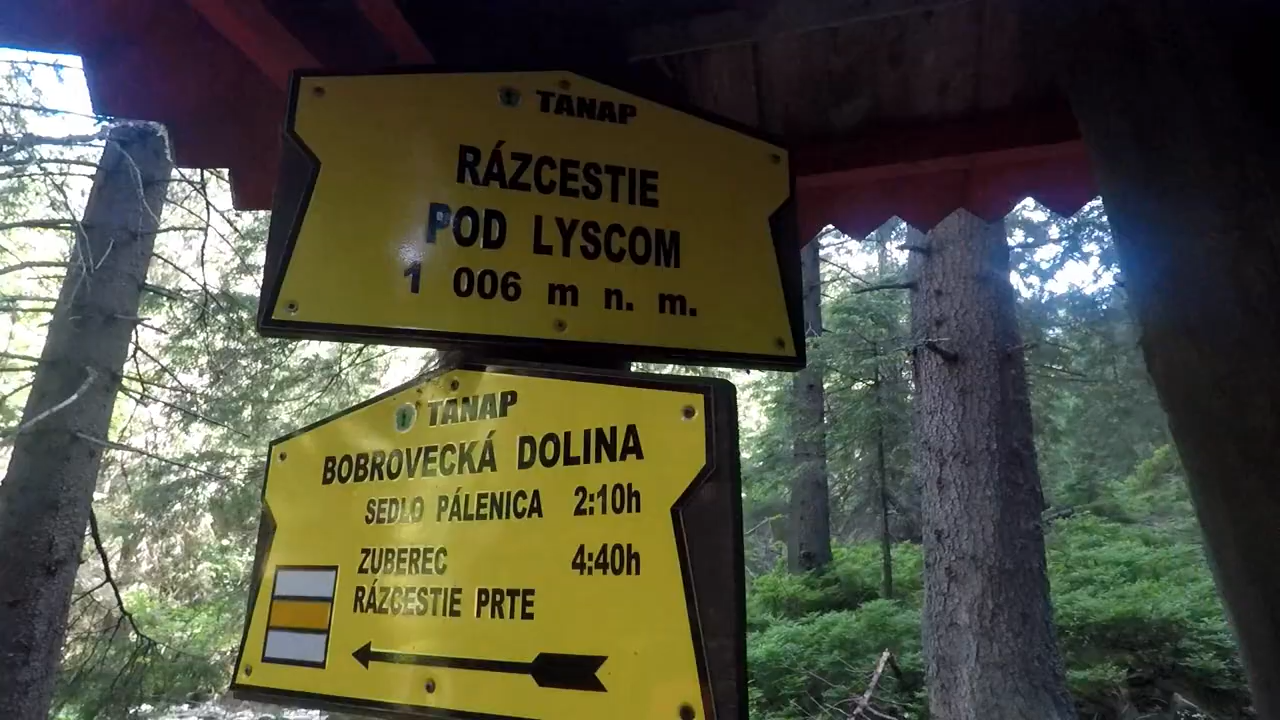 TANAP
RÁZCESTIE
POD LYSCOM
1 006 m n. m.
TANAP
BOBROVECKÁ DOLINA
SEDLO PÁLENICA 2:10h
ZUBEREC 4:40h
RÁZCESTIE PRTE